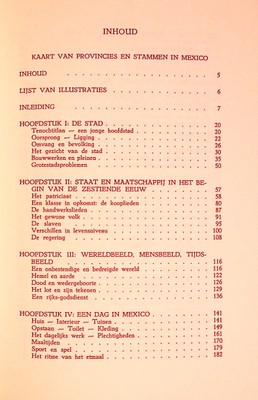 INHOUD
KAART VAN PROVINCIES EN STAMMEN IN MEXICO
INHOUD 5
LIJST VAN ILLUSTRATIES 6
INLEIDING 7
HOOFDSTUK I: DE STAD 20
Tenochtitlan — een jonge hoofdstad 20
Oorsprong — Ligging 22
Omvang en bevolking 26
Het gezicht van de stad 30
Bouwwerken en pleinen 35
Grotestadsproblemen 50
HOOFDSTUK II: STAAT EN MAATSCHAPPIJ IN HET BE-
GIN VAN DE ZESTIENDE EEUW 57
Het patriciaat 58
Een klasse in opkomst: de kooplieden 80
De handwerkslieden 87
Het gewone volk 91
De slaven 95
Verschillen in levensniveau 100
De regering 108
HOOFDSTUK III: WERELDBEELD, MENSBEELD, TIJDS-
BEELD 116
Een onbestendige en bedreigde wereld 116
Hemel en aarde 122
Dood en wedergeboorte 126
Het lot en zijn tekenen 129
Een rijks-godsdienst 136
HOOFDSTUK IV: EEN DAG IN MEXICO 141
Huis — Interieur — Tuinen 141
Opstaan — Toilet — Kleding 149
Het dagelijks werk — Plechtigheden 161
Maaltijden 170
Sport en spel 179
Het ritme van het etmaal 182